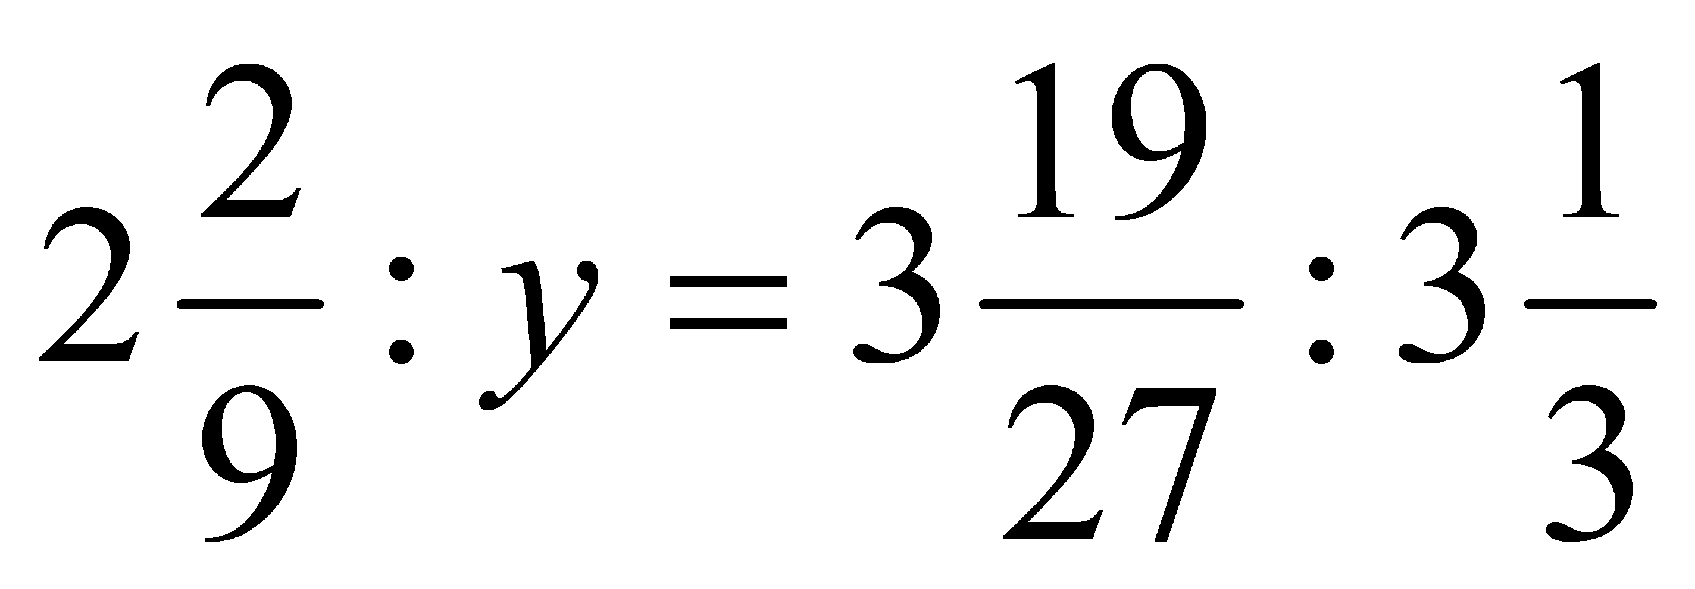 2 2/9 : y = 3 19/27 : 3 1/3